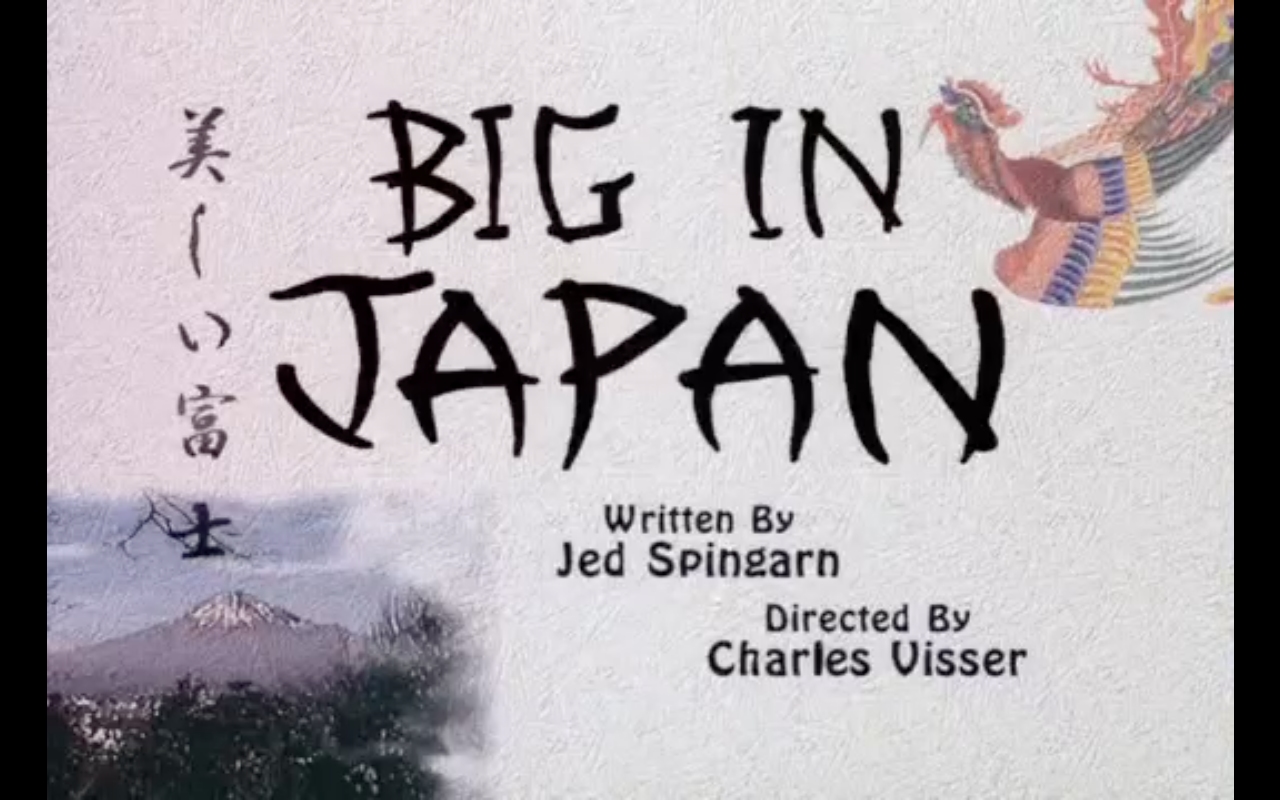 美しい富士
BIG IN
JAPAN
Written By
Jed Spingarn
Directed By
Charles Visser